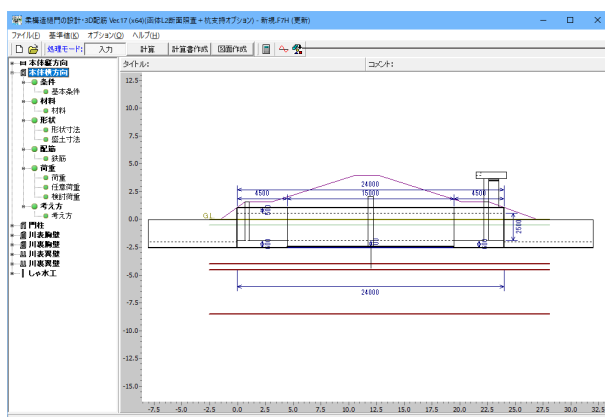 柔構造樋門の設計・3D配筋 Ver.17 (x64)(函体L2断面照査＋杭支持オプション) - 新規.F7H (更新)
ファイル(F) 基準値(K) オプション(O) ヘルプ(H)
処理モード: 入力 計算 計算書作成 図面作成
タイトル: コメント:
本体縦方向
本体横方向
条件
基本条件
材料
材料
形状
形状寸法
盛土寸法
配筋
鉄筋
荷重
荷重
任意荷重
検討荷重
考え方
考え方
門柱
川表胸壁
川裏胸壁
川表翼壁
川裏翼壁
しゃ水工
12.5
10.0
7.5
5.0
2.5
0.0
-2.5
-5.0
-7.5
-10.0
-12.5
-15.0
24000
4500 15000 4500
500
G.L
2500
600
600
24000
-7.5 -5.0 -2.5 0.0 2.5 5.0 7.5 10.0 12.5 15.0 17.5 20.0 22.5 25.0 27.5 30.0 32.5